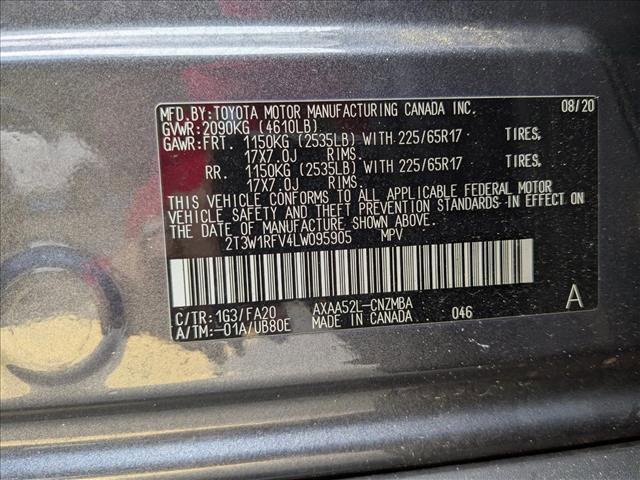 MFD.BY:TOYOTA MOTOR MANUFACTURING CANADA INC. 08/20
GVWR:2090KG (4610LB)
GAWR:FRT. 1150KG (2535LB) WITH 225/65R17 TIRES,
17X7.0J RIMS.
RR. 1150KG (2535LB) WITH 225/65R17 TIRES,
17X7.0J RIMS.
THIS VEHICLE CONFORMS TO ALL APPLICABLE FEDERAL MOTOR
VEHICLE SAFETY AND THEFT PREVENTION STANDARDS IN EFFECT ON
THE DATE OF MANUFACTURE SHOWN ABOVE.
2T3W1RFV4LW095905 MPV
C/TR:1G3/FA20 AXAA52L-CNZMBA A
A/TM:-01A/UB80E MADE IN CANADA 046